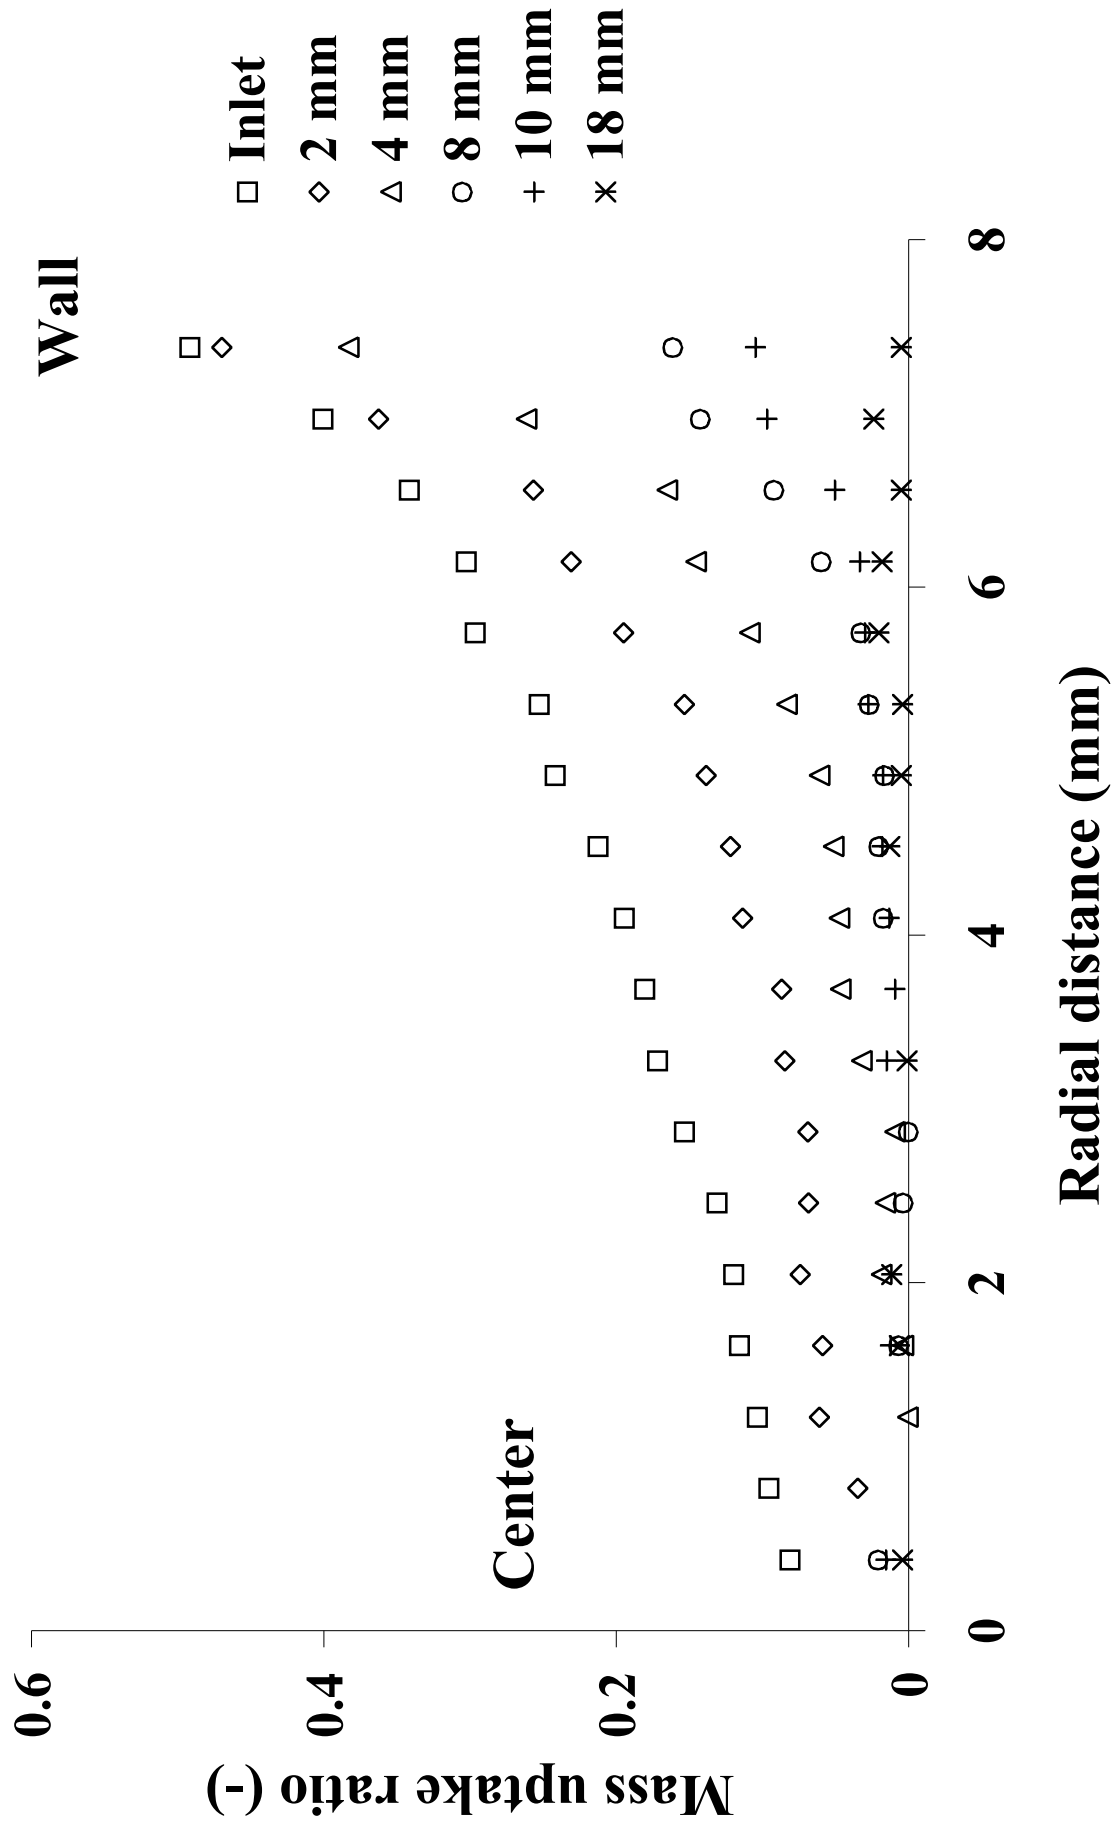 Wall
Inlet
2 mm
4 mm
8 mm
10 mm
18 mm
Center
0.6
0.4
0.2
0
0
2
4
6
8
Mass uptake ratio (-)
Radial distance (mm)